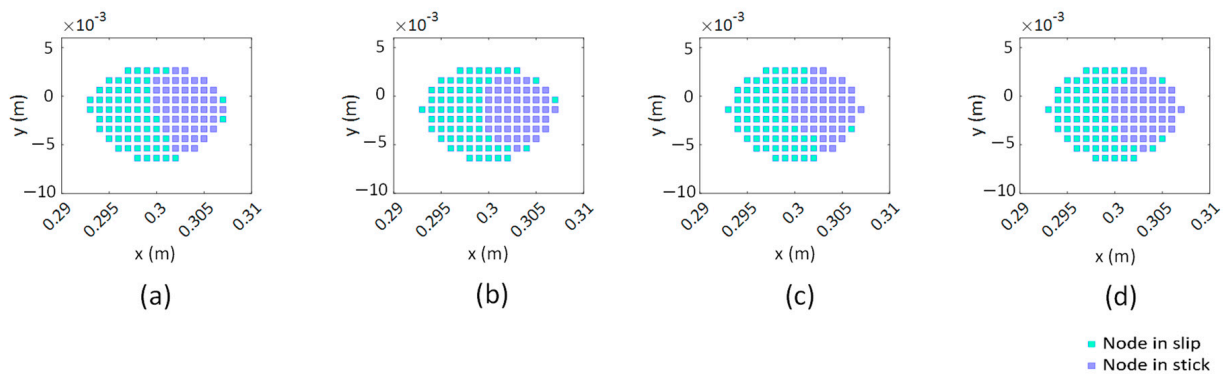 ×10⁻³
5
0
−5
−10
y (m)
0.29
0.295
0.3
0.305
0.31
x (m)
(a)
×10⁻³
5
0
−5
−10
y (m)
0.29
0.295
0.3
0.305
0.31
x (m)
(b)
×10⁻³
5
0
−5
−10
y (m)
0.29
0.295
0.3
0.305
0.31
x (m)
(c)
×10⁻³
5
0
−5
−10
y (m)
0.29
0.295
0.3
0.305
0.31
x (m)
(d)
Node in slip
Node in stick